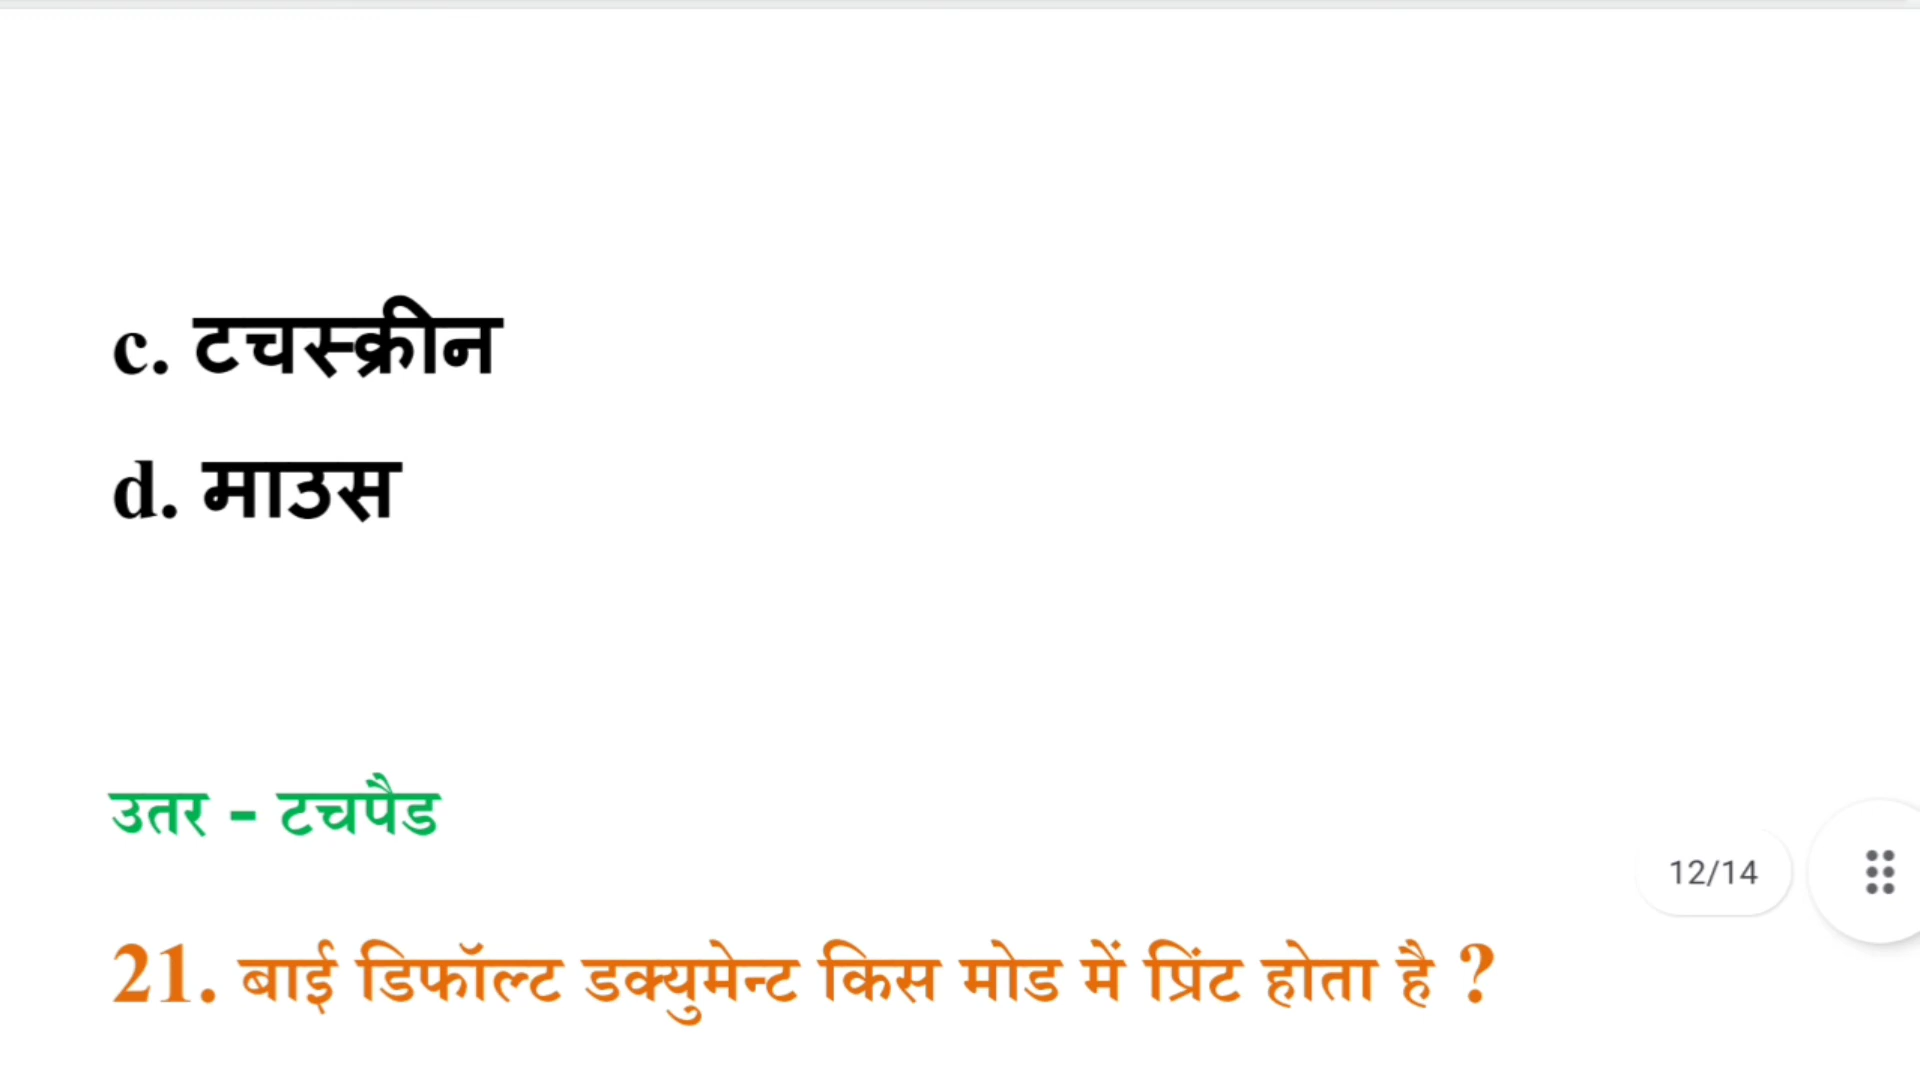 c. टचस्क्रीन
d. माउस
उतर - टचपैड
12/14
21. बाई डिफॉल्ट डक्युमेन्ट किस मोड में प्रिंट होता है ?